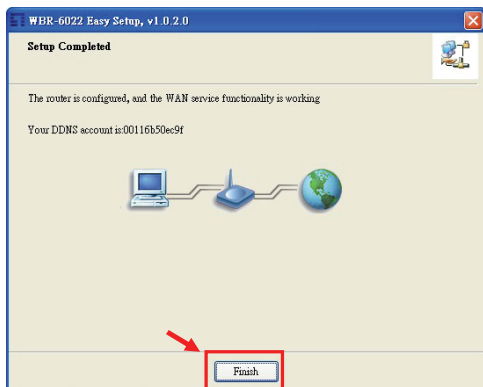 WBR-6022 Easy Setup, v1.0.2.0
Setup Completed
The router is configured, and the WAN service functionality is working
Your DDNS account is:00116b50ec9f
Finish